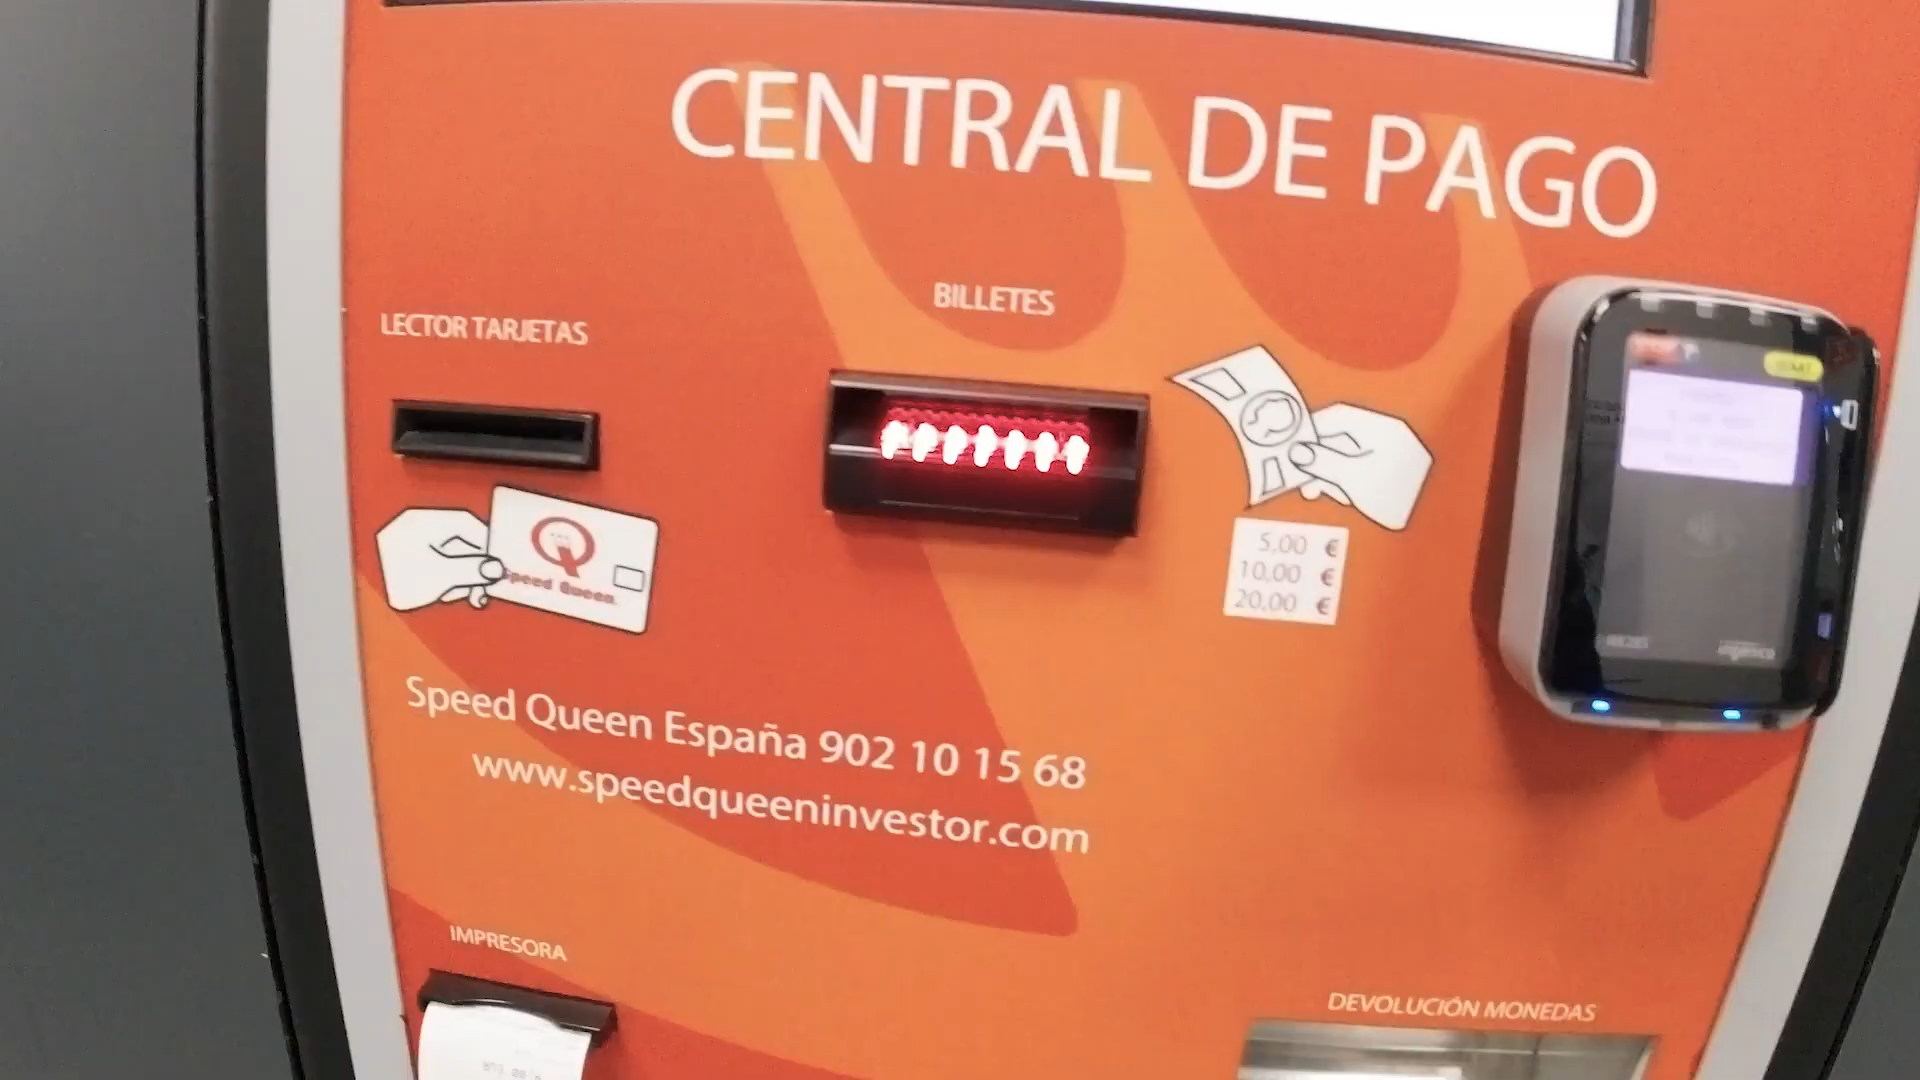 CENTRAL DE PAGO
BILLETES
LECTOR TARJETAS
Speed Queen.
5,00 €
10,00 €
20,00 €
Speed Queen España 902 10 15 68
www.speedqueeninvestor.com
IMPRESORA
DEVOLUCIÓN MONEDAS
ingenico